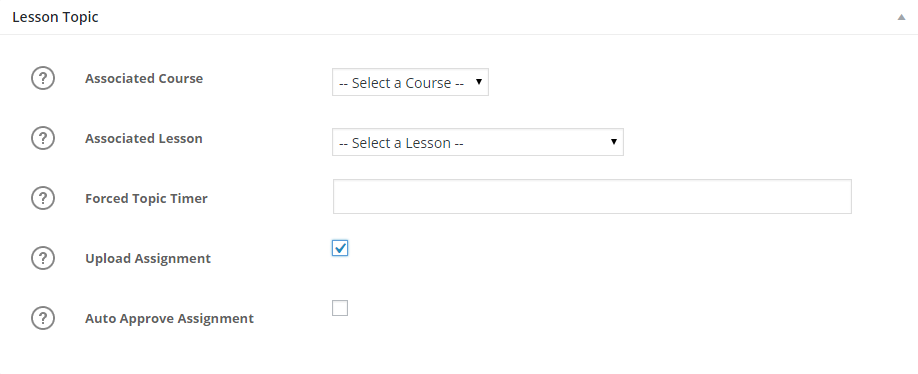 Lesson Topic
? Associated Course -- Select a Course --
? Associated Lesson -- Select a Lesson --
? Forced Topic Timer
? Upload Assignment
? Auto Approve Assignment